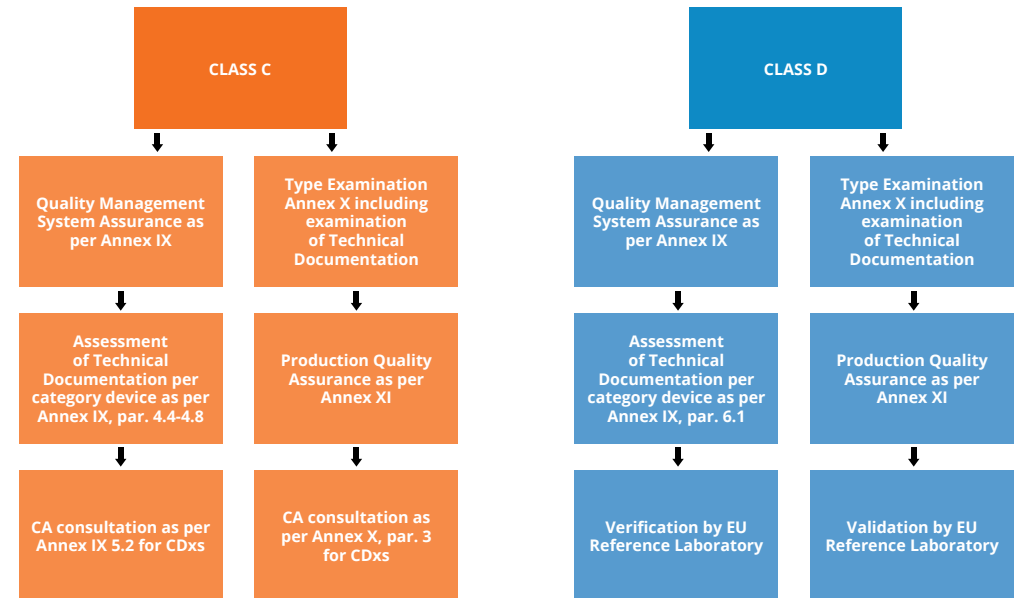 CLASS C
Quality Management
System Assurance as
per Annex IX
Type Examination
Annex X including
examination
of Technical
Documentation
Assessment
of Technical
Documentation per
category device as per
Annex IX, par. 4.4-4.8
Production Quality
Assurance as per
Annex XI
CA consultation as per
Annex IX 5.2 for CDxs
CA consultation as
per Annex X, par. 3
for CDxs
CLASS D
Quality Management
System Assurance as
per Annex IX
Type Examination
Annex X including
examination
of Technical
Documentation
Assessment
of Technical
Documentation per
category device as per
Annex IX, par. 6.1
Production Quality
Assurance as per
Annex XI
Verification by EU
Reference Laboratory
Validation by EU
Reference Laboratory